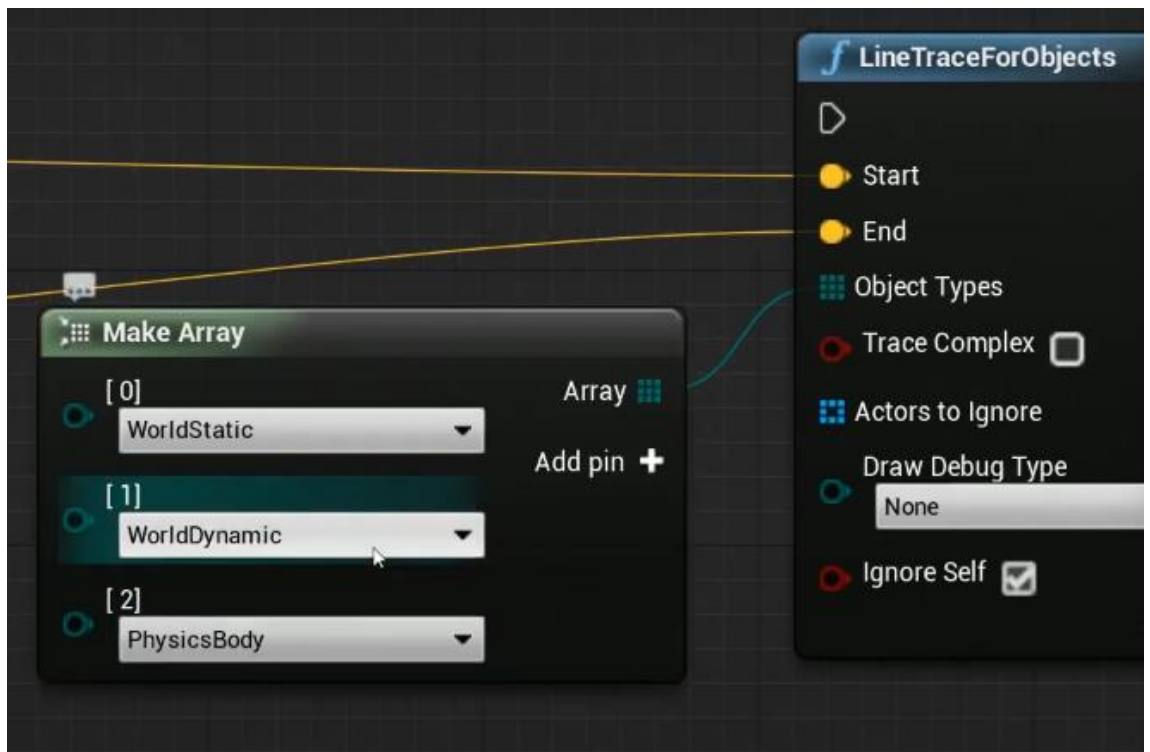 LineTraceForObjects
Start
End
Object Types
Trace Complex
Actors to Ignore
Draw Debug Type
None
Ignore Self
Make Array
[ 0]
WorldStatic
[ 1]
WorldDynamic
[ 2]
PhysicsBody
Array
Add pin